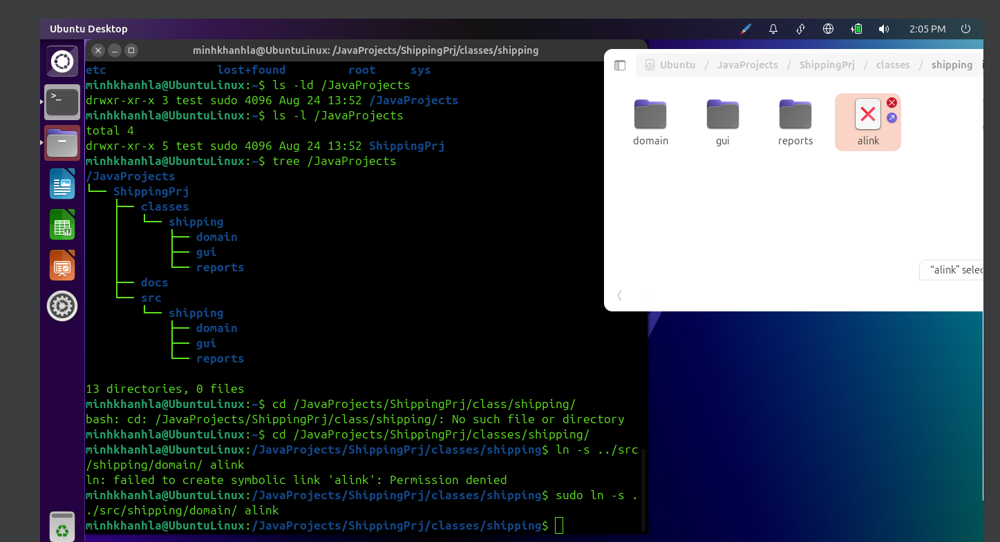 Ubuntu Desktop
2:05 PM
minhkhanhla@UbuntuLinux: /JavaProjects/ShippingPrj/classes/shipping
etc lost+found root sys
minhkhanhla@UbuntuLinux:~$ ls -ld /JavaProjects
drwxr-xr-x 3 test sudo 4096 Aug 24 13:52 /JavaProjects
minhkhanhla@UbuntuLinux:~$ ls -l /JavaProjects
total 4
drwxr-xr-x 5 test sudo 4096 Aug 24 13:52 ShippingPrj
minhkhanhla@UbuntuLinux:~$ tree /JavaProjects
/JavaProjects
└── ShippingPrj
    ├── classes
    │   └── shipping
    │       ├── domain
    │       ├── gui
    │       └── reports
    ├── docs
    └── src
        └── shipping
            ├── domain
            ├── gui
            └── reports
13 directories, 0 files
minhkhanhla@UbuntuLinux:~$ cd /JavaProjects/ShippingPrj/class/shipping/
bash: cd: /JavaProjects/ShippingPrj/class/shipping/: No such file or directory
minhkhanhla@UbuntuLinux:~$ cd /JavaProjects/ShippingPrj/classes/shipping/
minhkhanhla@UbuntuLinux:/JavaProjects/ShippingPrj/classes/shipping$ ln -s ../src
/shipping/domain/ alink
ln: failed to create symbolic link 'alink': Permission denied
minhkhanhla@UbuntuLinux:/JavaProjects/ShippingPrj/classes/shipping$ sudo ln -s .
./src/shipping/domain/ alink
minhkhanhla@UbuntuLinux:/JavaProjects/ShippingPrj/classes/shipping$
Ubuntu / JavaProjects / ShippingPrj / classes / shipping
domain
gui
reports
alink
“alink” selec